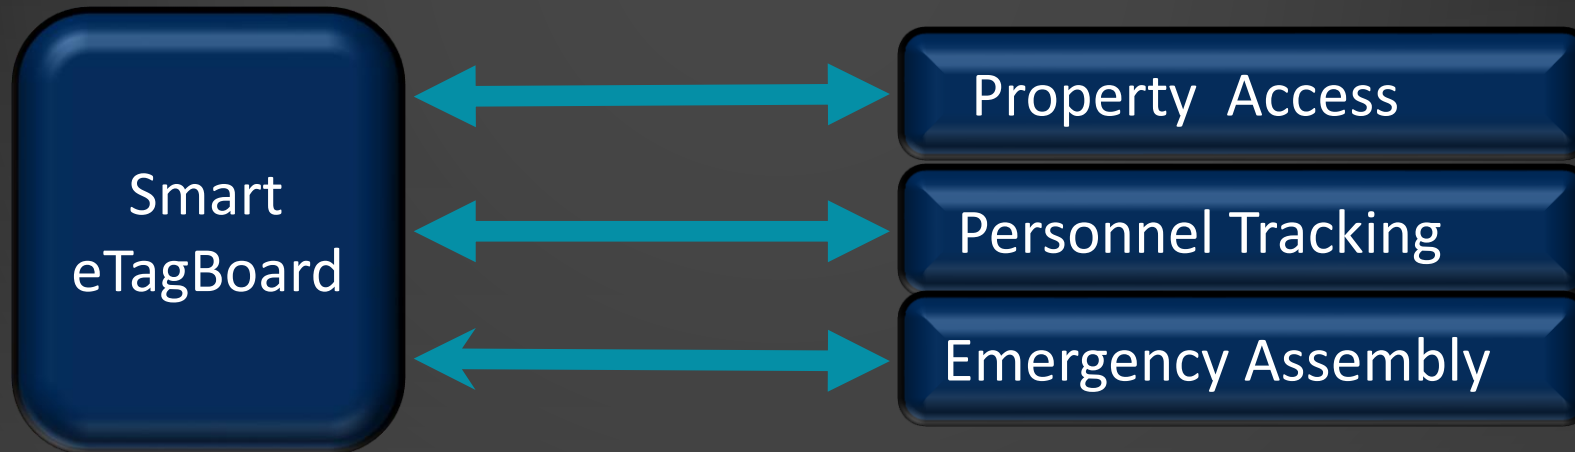 Smart
eTagBoard
Property  Access
Personnel Tracking
Emergency Assembly